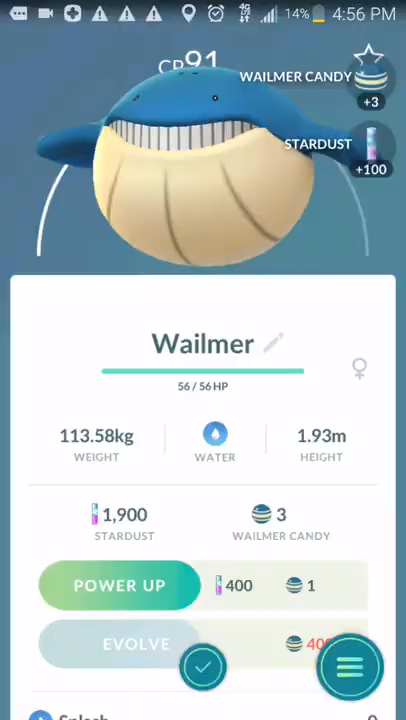 14% 4:56 PM
CP91
WAILMER CANDY
+3
STARDUST
+100
Wailmer
56 / 56 HP
113.58kg
WEIGHT
WATER
1.93m
HEIGHT
1,900
STARDUST
3
WAILMER CANDY
POWER UP
400
1
EVOLVE
Splash